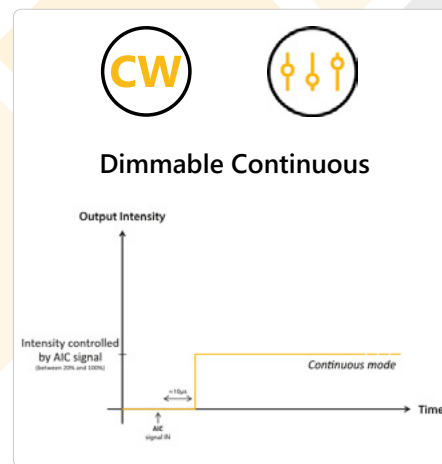 CW
Dimmable Continuous
Output Intensity
Intensity controlled
by AIC signal
(between 20% and 100%)
Continuous mode
≈10µs
Time
AIC
signal IN